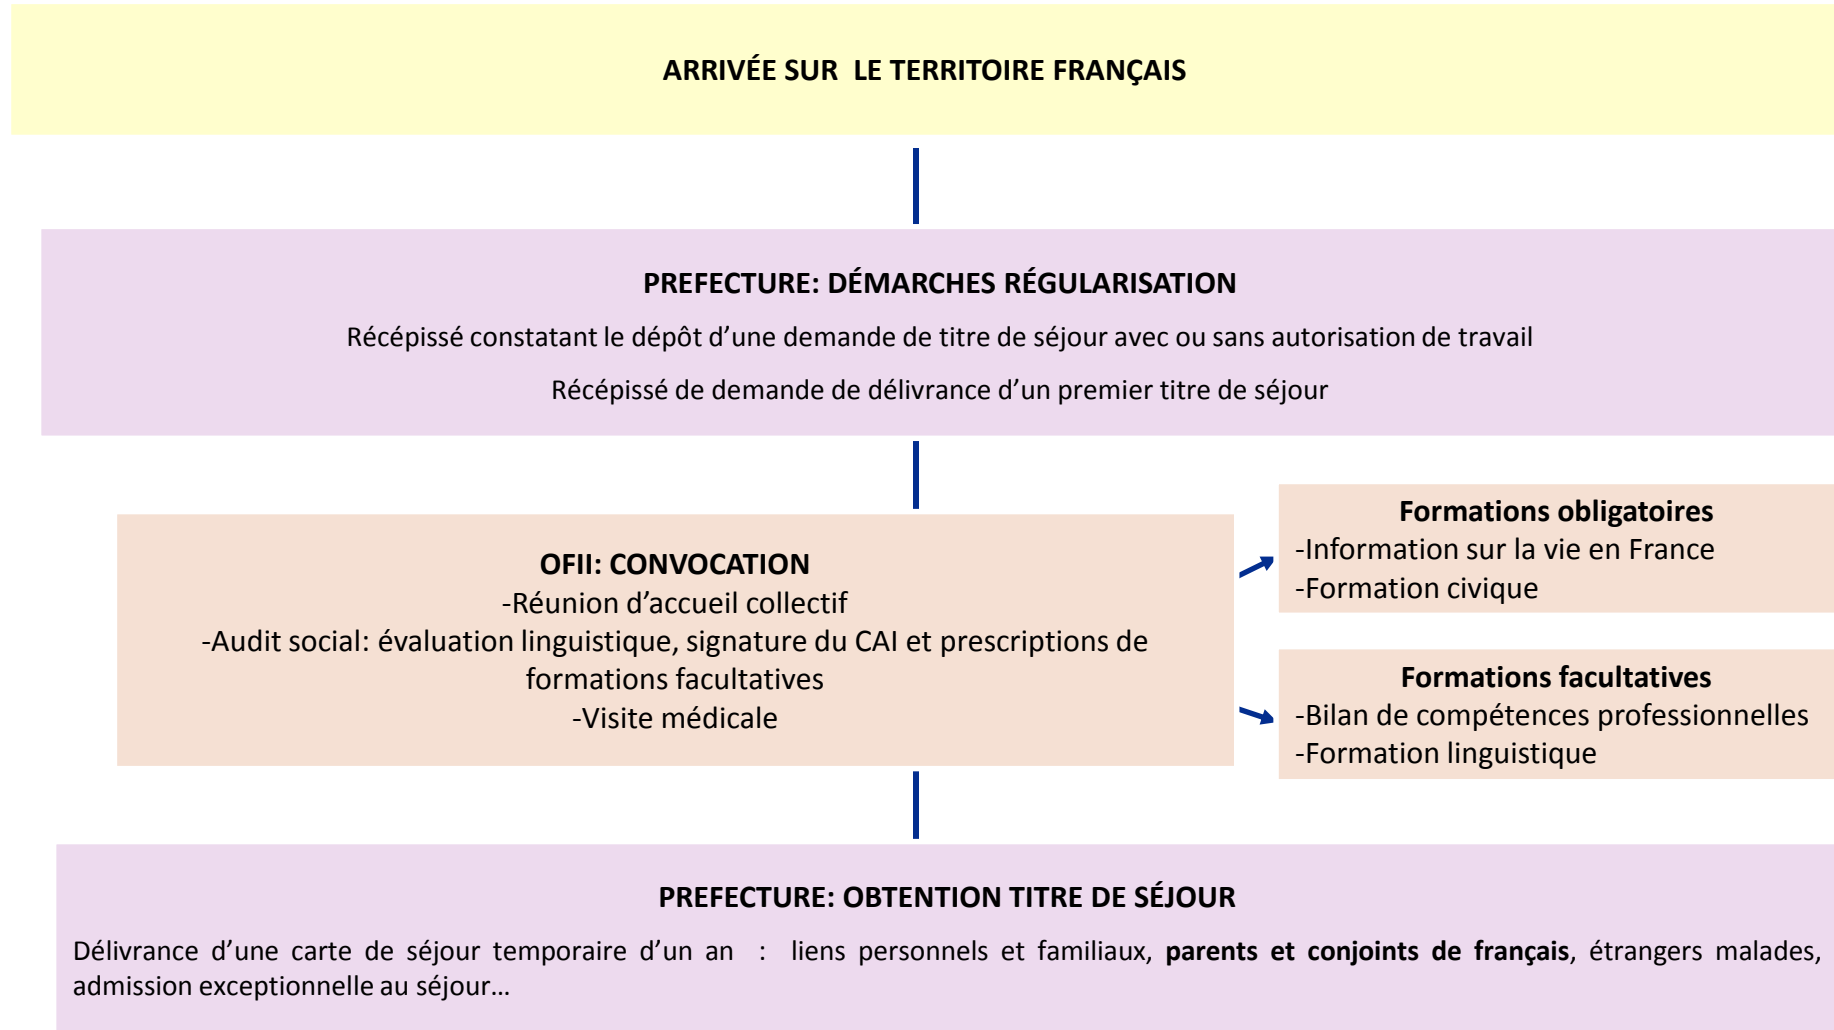 ARRIVÉE SUR LE TERRITOIRE FRANÇAIS
PREFECTURE: DÉMARCHES RÉGULARISATION
Récépissé constatant le dépôt d’une demande de titre de séjour avec ou sans autorisation de travail
Récépissé de demande de délivrance d’un premier titre de séjour
OFII: CONVOCATION
-Réunion d’accueil collectif
-Audit social: évaluation linguistique, signature du CAI et prescriptions de
formations facultatives
-Visite médicale
Formations obligatoires
-Information sur la vie en France
-Formation civique
Formations facultatives
-Bilan de compétences professionnelles
-Formation linguistique
PREFECTURE: OBTENTION TITRE DE SÉJOUR
Délivrance d’une carte de séjour temporaire d’un an : liens personnels et familiaux, parents et conjoints de français, étrangers malades,
admission exceptionnelle au séjour…